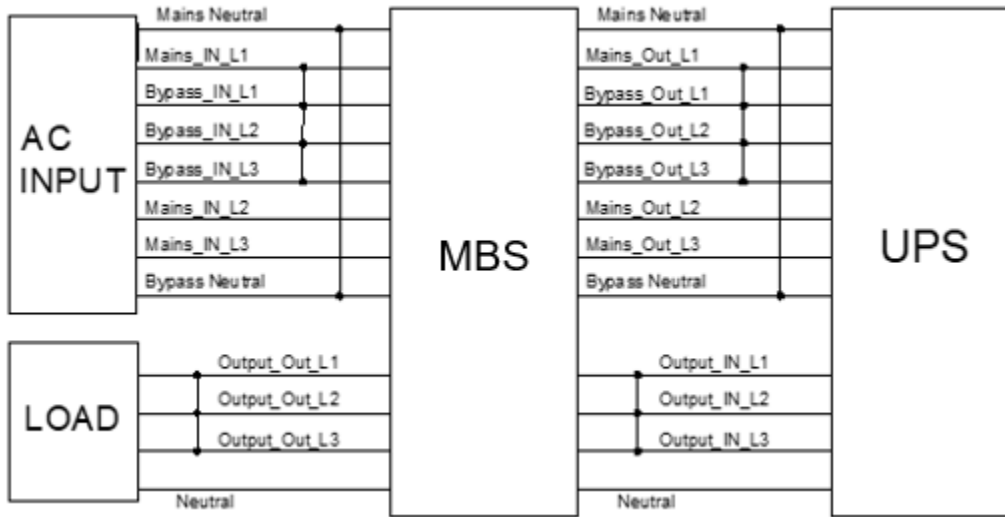 Mains Neutral
Mains_IN_L1
Bypass_IN_L1
Bypass_IN_L2
Bypass_IN_L3
Mains_IN_L2
Mains_IN_L3
Bypass Neutral
AC
INPUT
MBS
Mains Neutral
Mains_Out_L1
Bypass_Out_L1
Bypass_Out_L2
Bypass_Out_L3
Mains_Out_L2
Mains_Out_L3
Bypass Neutral
UPS
LOAD
Output_Out_L1
Output_Out_L2
Output_Out_L3
Neutral
Output_IN_L1
Output_IN_L2
Output_IN_L3
Neutral